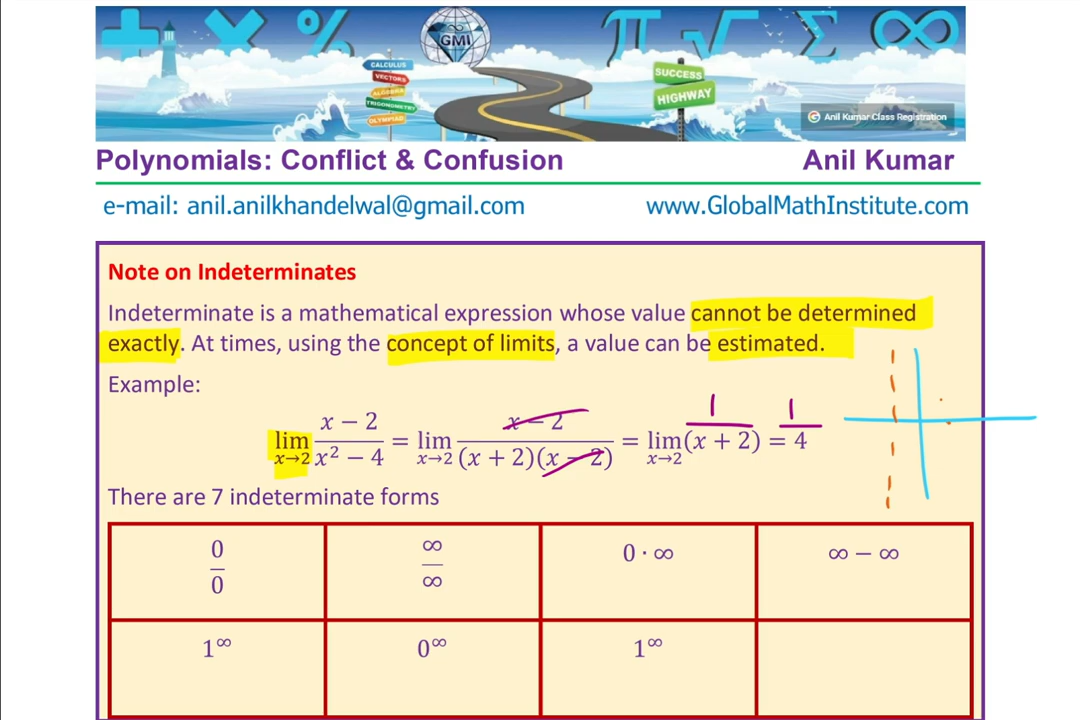 GMI
CALCULUS
VECTORS
ALGEBRA
TRIGONOMETRY
OLYMPIAD
SUCCESS
HIGHWAY
G Anil Kumar Class Registration
Polynomials: Conflict & Confusion Anil Kumar
e-mail: anil.anilkhandelwal@gmail.com www.GlobalMathInstitute.com
Note on Indeterminates
Indeterminate is a mathematical expression whose value cannot be determined
exactly. At times, using the concept of limits, a value can be estimated.
Example:
lim x→2 (x − 2)/(x² − 4) = lim x→2 (x − 2)/((x + 2)(x − 2)) = lim x→2 1/(x + 2) = 1/4
There are 7 indeterminate forms
0/0 ∞/∞ 0 · ∞ ∞ − ∞
1^∞ 0^∞ 1^∞